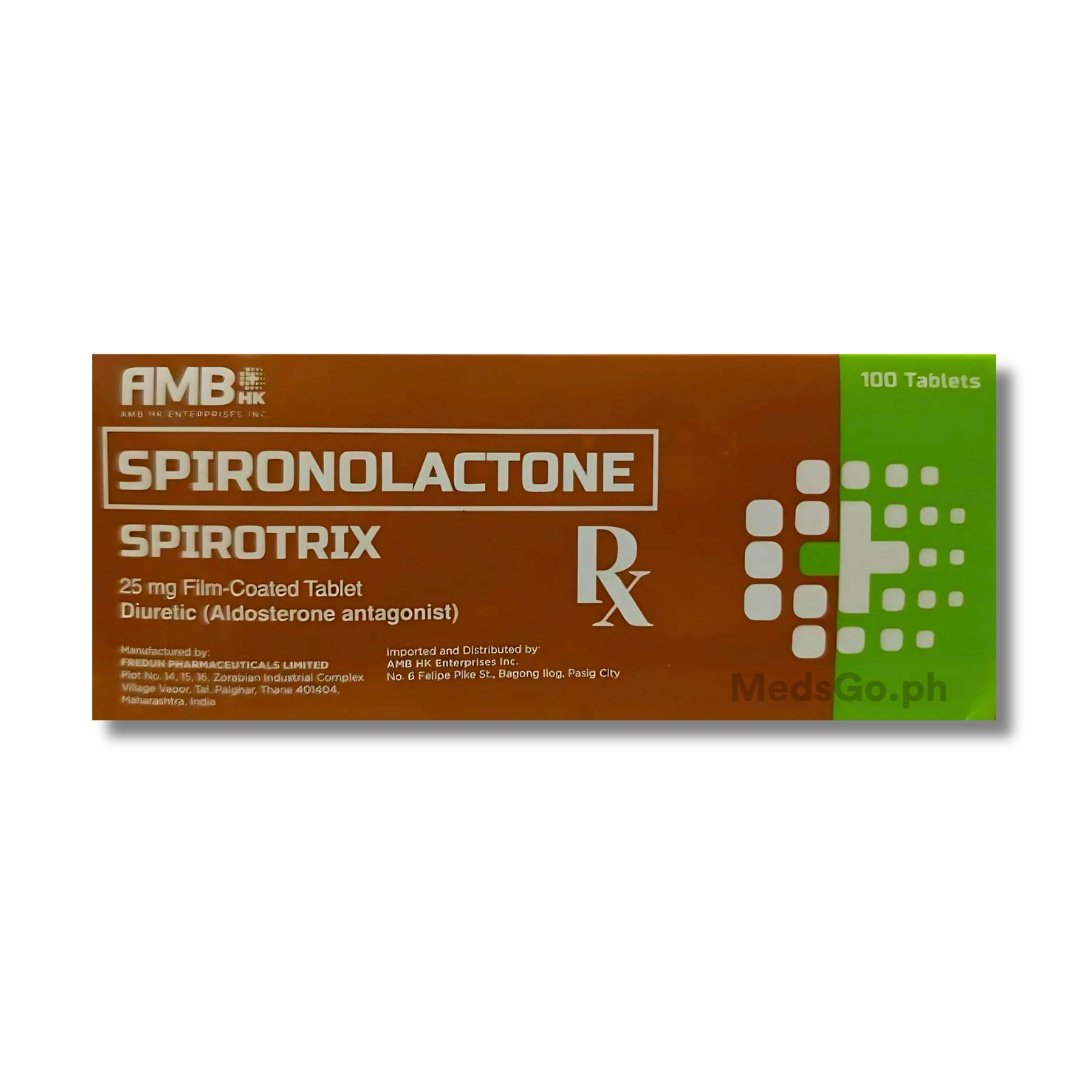 AMB HK
AMB HK ENTERPRISES INC.
100 Tablets
SPIRONOLACTONE
SPIROTRIX
Rx
25 mg Film-Coated Tablet
Diuretic (Aldosterone antagonist)
Manufactured by:
FREDUN PHARMACEUTICALS LIMITED
Plot No. 14, 15, 16, Zorabian Industrial Complex
Village Vevoor, Tal. Palghar, Thane 401404,
Maharashtra, India
Imported and Distributed by:
AMB HK Enterprises Inc.
No. 6 Felipe Pike St., Bagong Ilog, Pasig City
MedsGo.ph